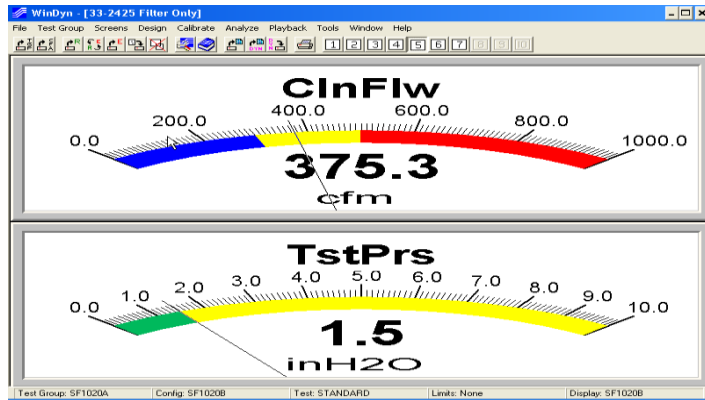 WinDyn - [33-2425 Filter Only]
File Test Group Screens Design Calibrate Analyze Playback Tools Window Help
1 2 3 4 5 6 7 8 9 10
ClnFlw
0.0 200.0 400.0 600.0 800.0 1000.0
375.3
cfm
TstPrs
0.0 1.0 2.0 3.0 4.0 5.0 6.0 7.0 8.0 9.0 10.0
1.5
inH2O
Test Group: SF1020A Config: SF1020B Test: STANDARD Limits: None Display: SF1020B